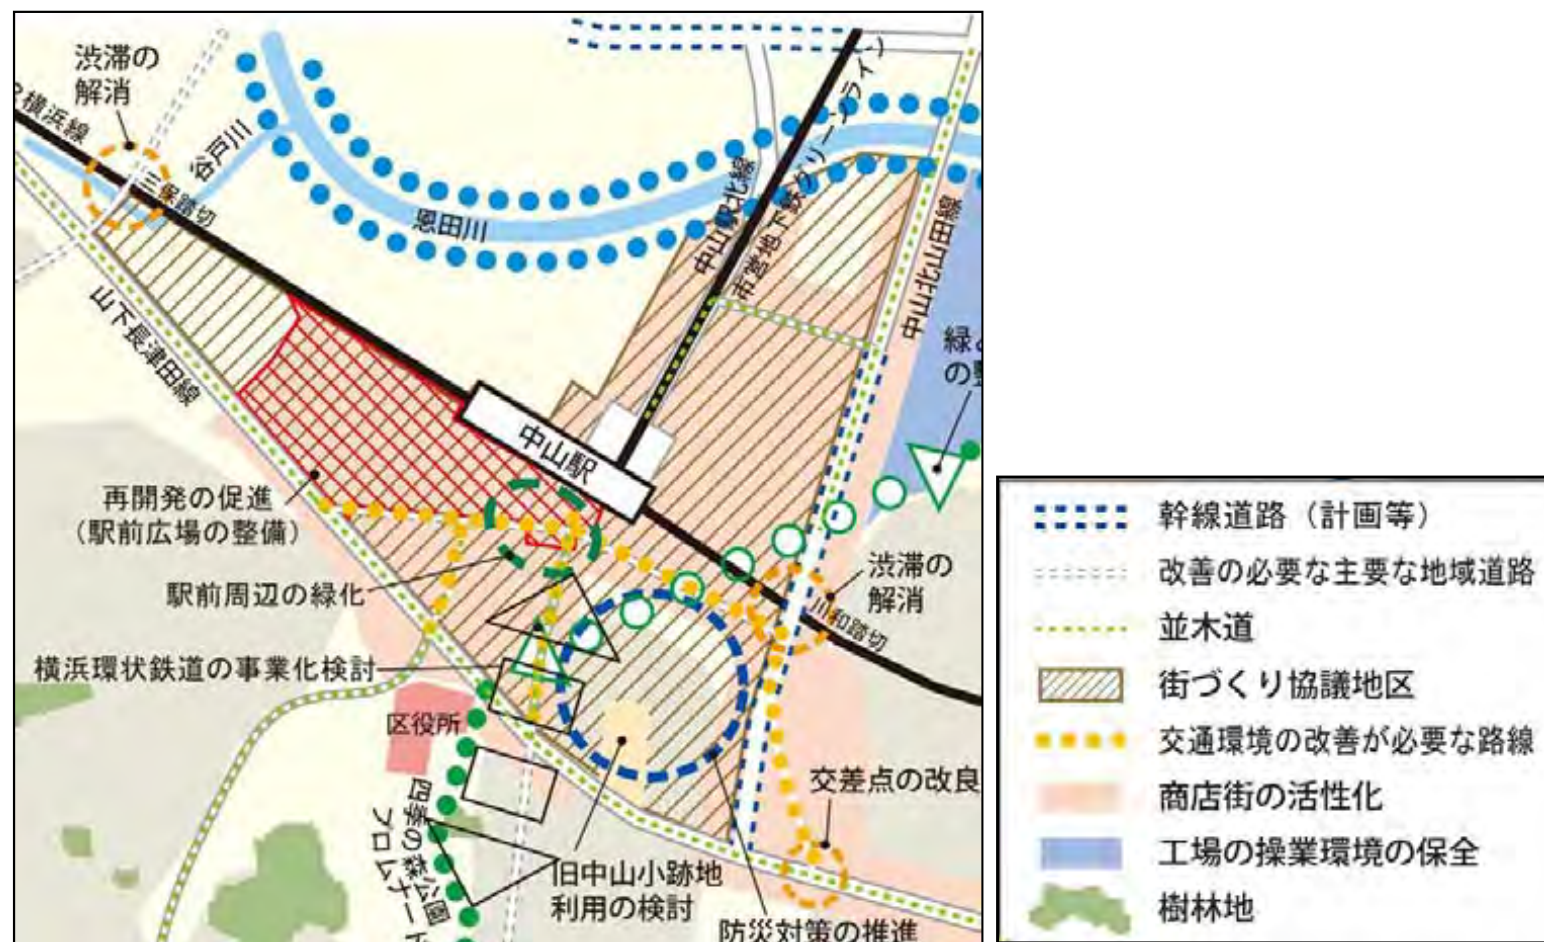 渋滞の
解消
横浜線
谷戸川
三保踏切
恩田川
中山駅北線
市営地下鉄グリーンライン
中山北山田線
山下長津田線
緑
の
中山駅
再開発の促進
(駅前広場の整備)
駅前周辺の緑化
渋滞の
解消
川和踏切
横浜環状鉄道の事業化検討
区役所
交差点の改良
四季の森公園
プロムナード
旧中山小跡地
利用の検討
防災対策の推進
幹線道路(計画等)
改善の必要な主要な地域道路
並木道
街づくり協議地区
交通環境の改善が必要な路線
商店街の活性化
工場の操業環境の保全
樹林地